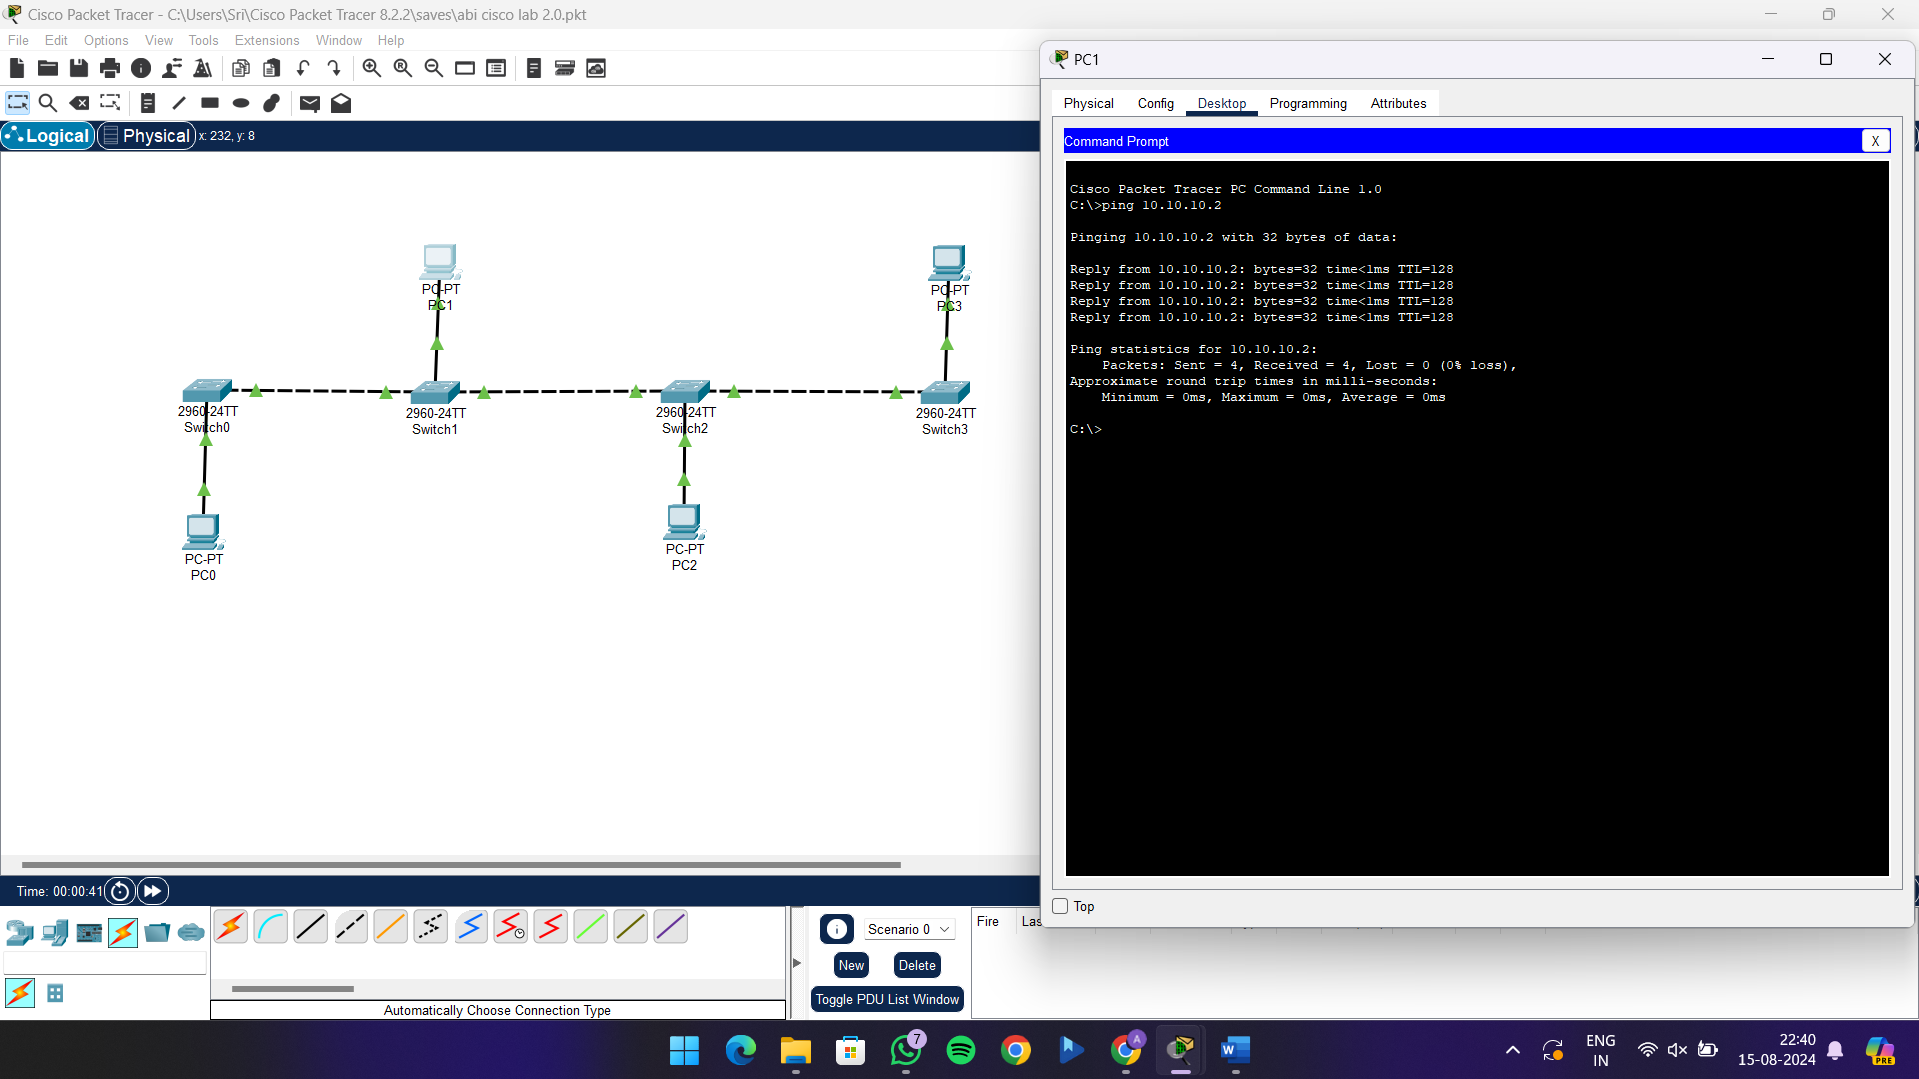 Cisco Packet Tracer - C:\Users\Sri\Cisco Packet Tracer 8.2.2\saves\abi cisco lab 2.0.pkt
File Edit Options View Tools Extensions Window Help
Logical Physical x: 232, y: 8
PC-PT
PC1
PC-PT
PC3
2960-24TT
Switch0
2960-24TT
Switch1
2960-24TT
Switch2
2960-24TT
Switch3
PC-PT
PC0
PC-PT
PC2
PC1
Physical Config Desktop Programming Attributes
Command Prompt
X
Cisco Packet Tracer PC Command Line 1.0
C:\>ping 10.10.10.2
Pinging 10.10.10.2 with 32 bytes of data:
Reply from 10.10.10.2: bytes=32 time<1ms TTL=128
Reply from 10.10.10.2: bytes=32 time<1ms TTL=128
Reply from 10.10.10.2: bytes=32 time<1ms TTL=128
Reply from 10.10.10.2: bytes=32 time<1ms TTL=128
Ping statistics for 10.10.10.2:
Packets: Sent = 4, Received = 4, Lost = 0 (0% loss),
Approximate round trip times in milli-seconds:
Minimum = 0ms, Maximum = 0ms, Average = 0ms
C:\>
Top
Time: 00:00:41
Scenario 0
New Delete
Toggle PDU List Window
Fire Las
Automatically Choose Connection Type
7
A
W
ENG
IN
22:40
15-08-2024
PRE